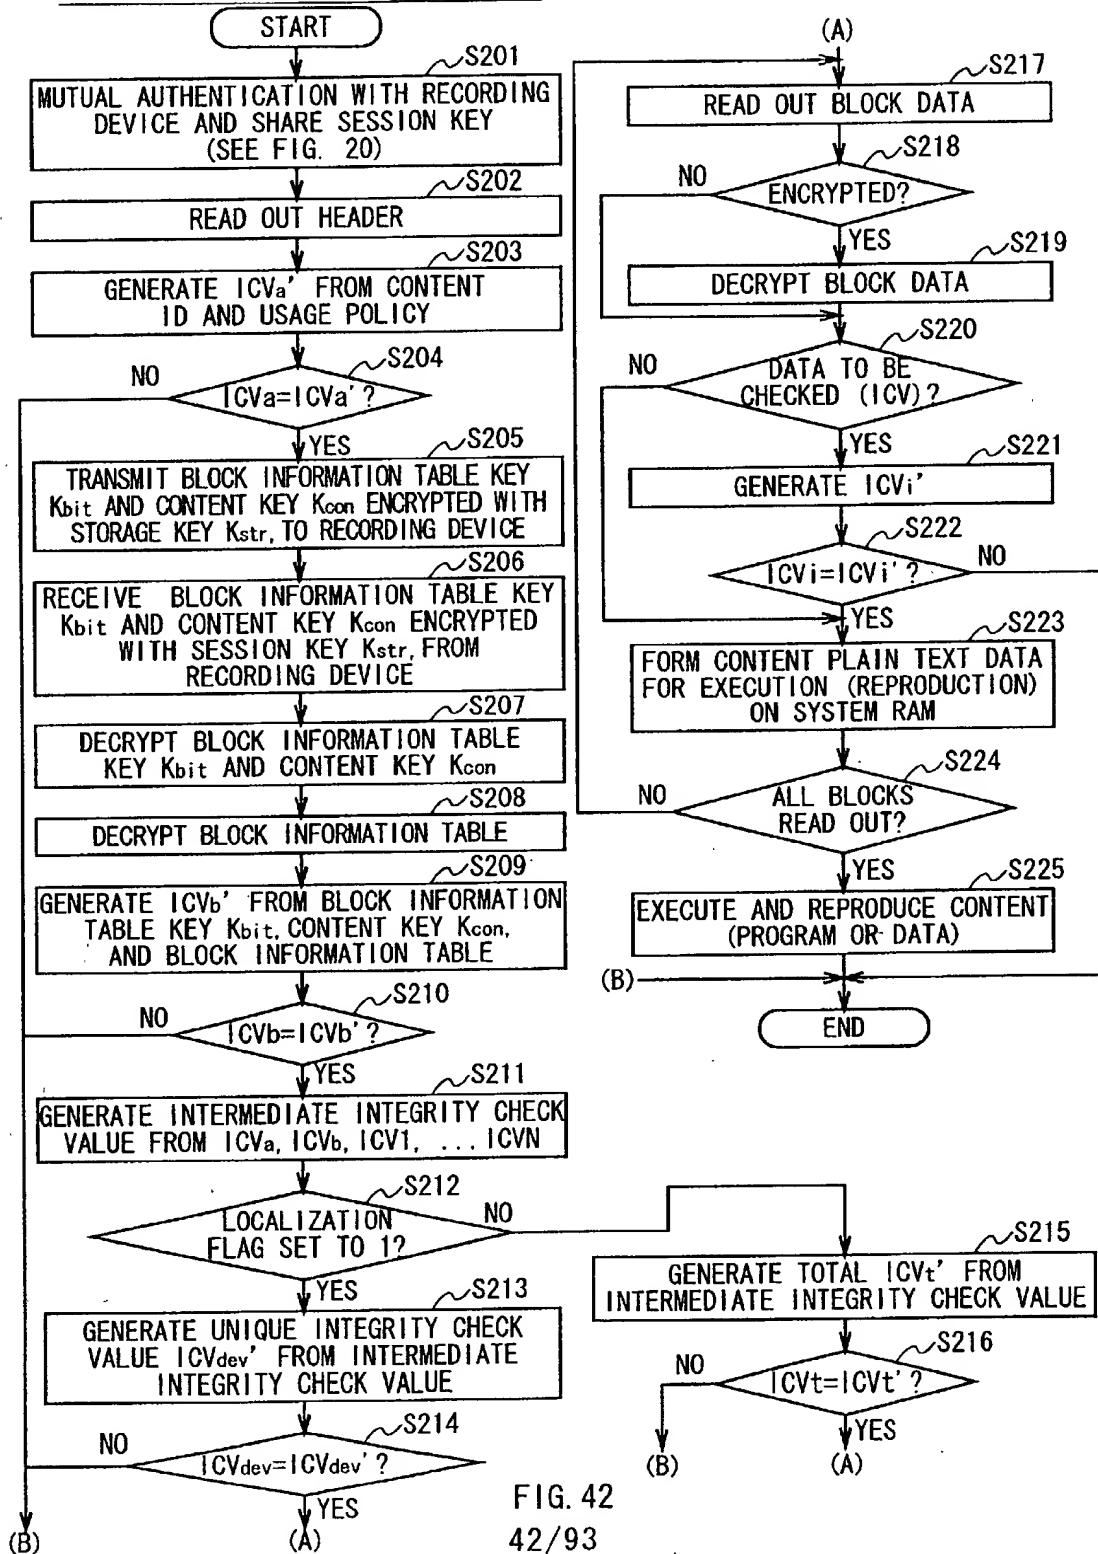 START
S201
MUTUAL AUTHENTICATION WITH RECORDING
DEVICE AND SHARE SESSION KEY
(SEE FIG. 20)
S202
READ OUT HEADER
S203
GENERATE ICVa' FROM CONTENT
ID AND USAGE POLICY
S204
NO
ICVa=ICVa'?
YES
S205
TRANSMIT BLOCK INFORMATION TABLE KEY
Kbit AND CONTENT KEY Kcon ENCRYPTED WITH
STORAGE KEY Kstr, TO RECORDING DEVICE
S206
RECEIVE BLOCK INFORMATION TABLE KEY
Kbit AND CONTENT KEY Kcon ENCRYPTED
WITH SESSION KEY Kstr, FROM
RECORDING DEVICE
S207
DECRYPT BLOCK INFORMATION TABLE
KEY Kbit AND CONTENT KEY Kcon
S208
DECRYPT BLOCK INFORMATION TABLE
S209
GENERATE ICVb' FROM BLOCK INFORMATION
TABLE KEY Kbit, CONTENT KEY Kcon,
AND BLOCK INFORMATION TABLE
S210
NO
ICVb=ICVb'?
YES
S211
GENERATE INTERMEDIATE INTEGRITY CHECK
VALUE FROM ICVa, ICVb, ICV1, ... ICVN
S212
LOCALIZATION
FLAG SET TO 1?
NO
YES
S213
GENERATE UNIQUE INTEGRITY CHECK
VALUE ICVdev' FROM INTERMEDIATE
INTEGRITY CHECK VALUE
S214
NO
ICVdev=ICVdev'?
YES
(B)
(A)
(A)
S217
READ OUT BLOCK DATA
S218
NO
ENCRYPTED?
YES
S219
DECRYPT BLOCK DATA
S220
NO
DATA TO BE
CHECKED (ICV)?
YES
S221
GENERATE ICVi'
S222
ICVi=ICVi'?
NO
YES
S223
FORM CONTENT PLAIN TEXT DATA
FOR EXECUTION (REPRODUCTION)
ON SYSTEM RAM
S224
NO
ALL BLOCKS
READ OUT?
YES
S225
EXECUTE AND REPRODUCE CONTENT
(PROGRAM OR DATA)
(B)
END
S215
GENERATE TOTAL ICVt' FROM
INTERMEDIATE INTEGRITY CHECK VALUE
S216
NO
ICVt=ICVt'?
YES
(B)
(A)
FIG. 42
42/93